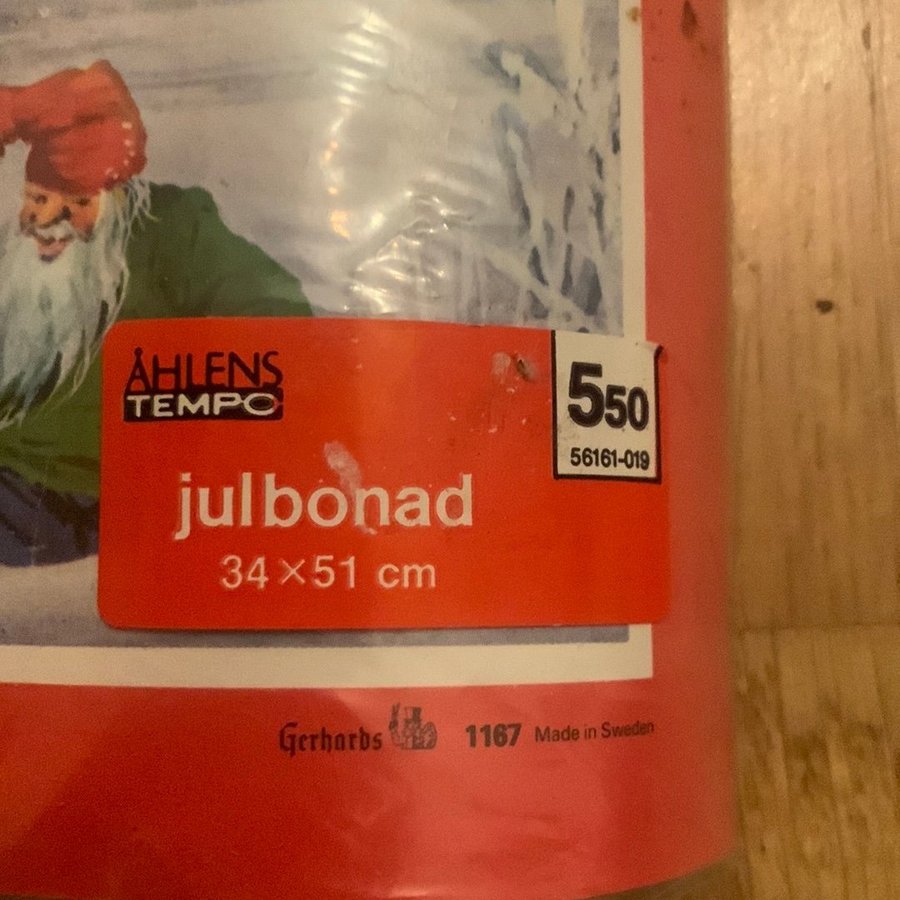 ÅHLENS
TEMPO
550
56161-019
julbonad
34×51 cm
Gerhards 1167 Made in Sweden